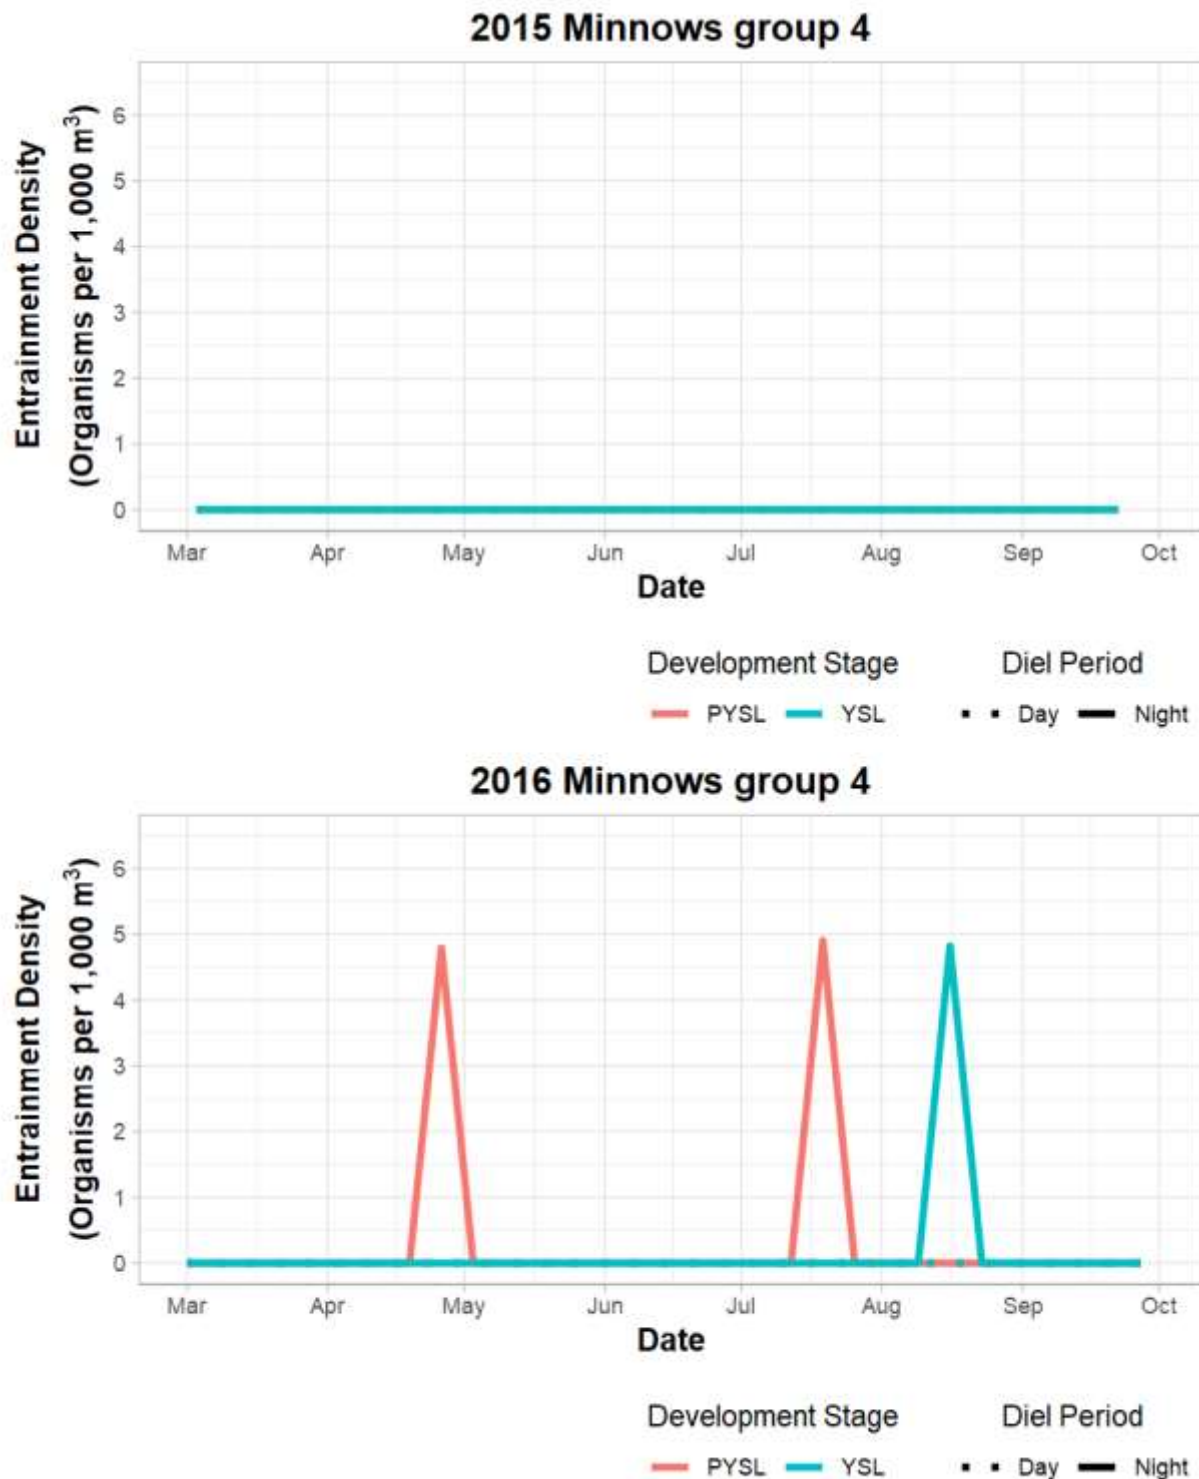 2015 Minnows group 4
Entrainment Density
(Organisms per 1,000 m³)
6
5
4
3
2
1
0
Mar Apr May Jun Jul Aug Sep Oct
Date
Development Stage Diel Period
PYSL YSL Day Night
2016 Minnows group 4
Entrainment Density
(Organisms per 1,000 m³)
6
5
4
3
2
1
0
Mar Apr May Jun Jul Aug Sep Oct
Date
Development Stage Diel Period
PYSL YSL Day Night